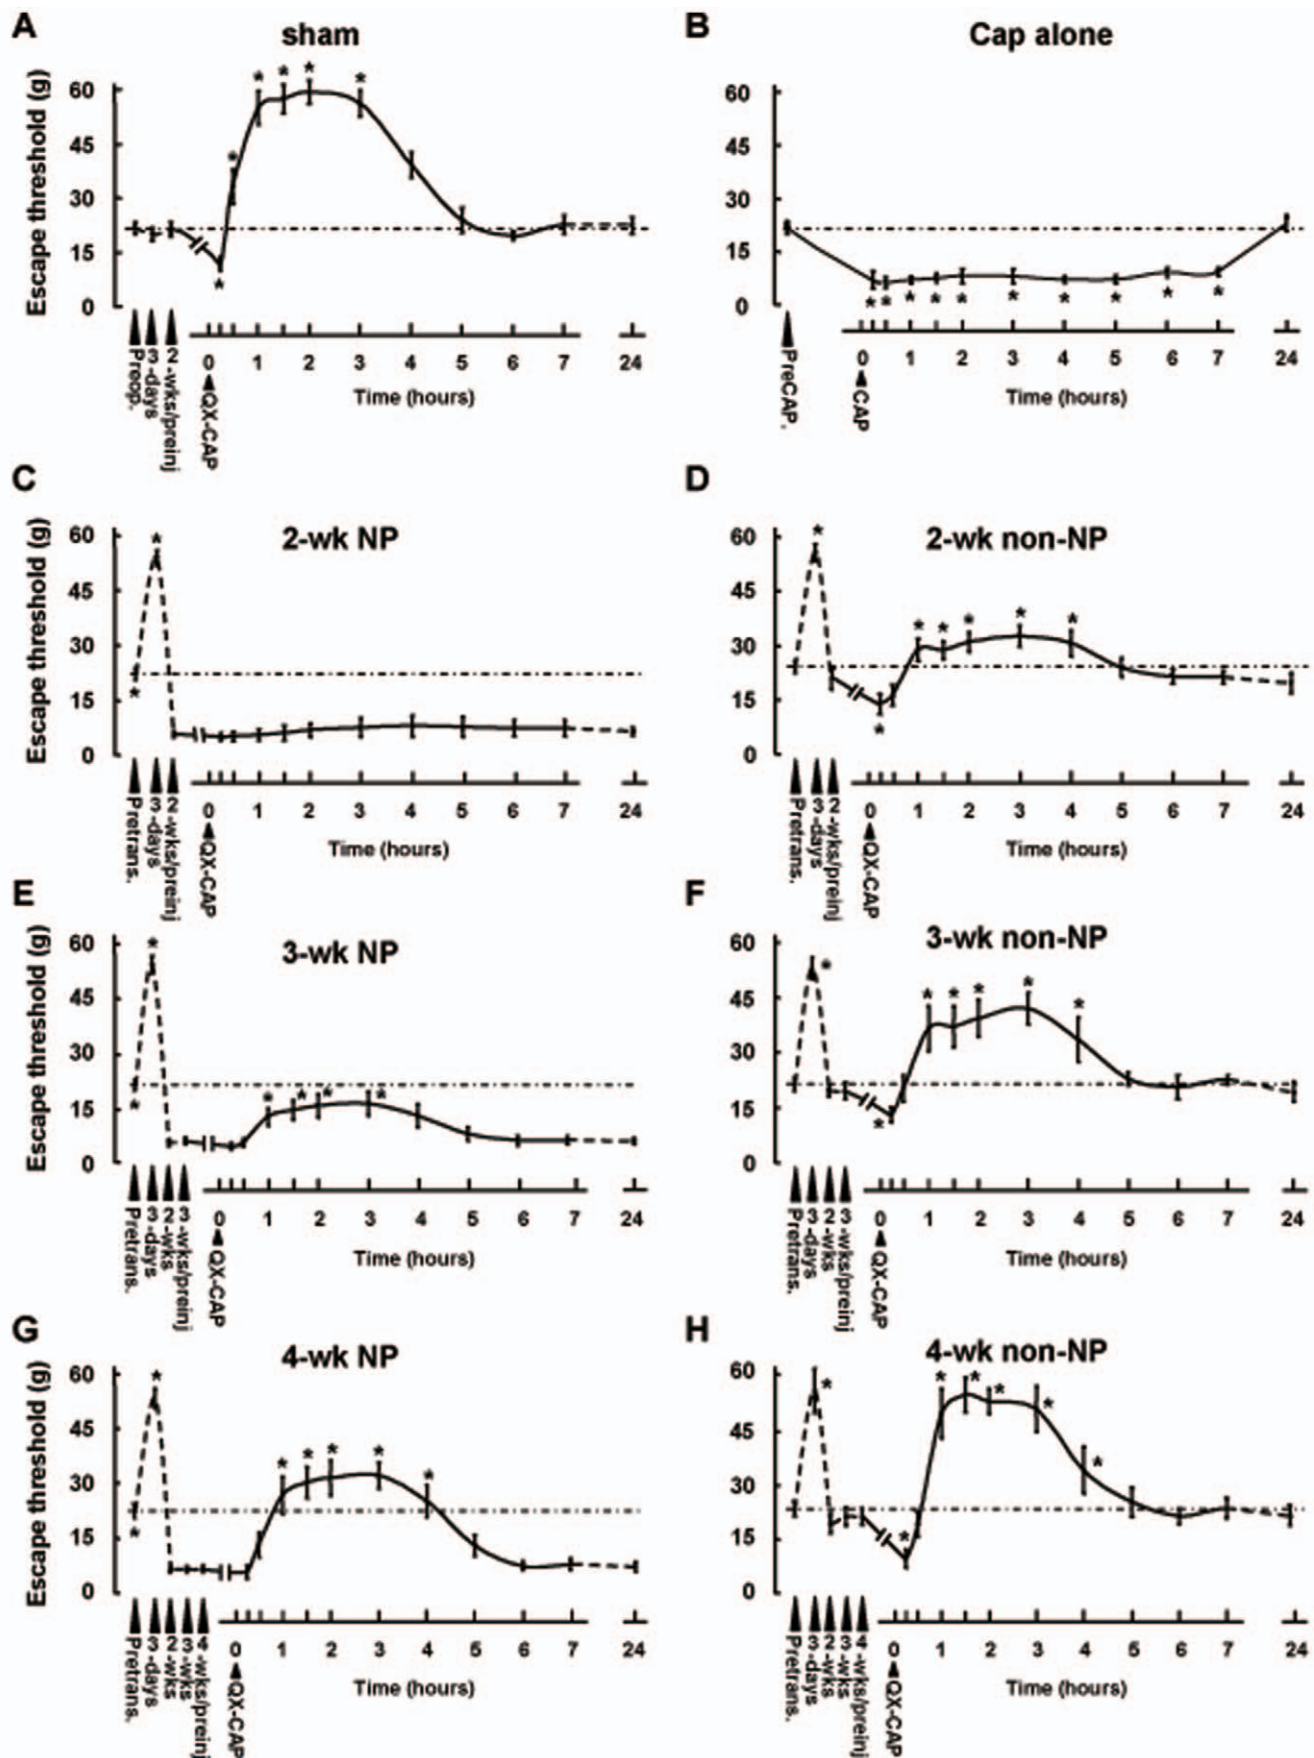 A
sham
Escape threshold (g)
60
45
30
15
0
0
1
2
3
4
5
6
7
24
Preop.
3-days
2-wks/preinj
QX-CAP
Time (hours)
B
Cap alone
60
45
30
15
0
0
1
2
3
4
5
6
7
24
PreCAP.
CAP
Time (hours)
C
2-wk NP
Escape threshold (g)
60
45
30
15
0
0
1
2
3
4
5
6
7
24
Pretrans.
3-days
2-wks/preinj
QX-CAP
Time (hours)
D
2-wk non-NP
60
45
30
15
0
0
1
2
3
4
5
6
7
24
Pretrans.
3-days
2-wks/preinj
QX-CAP
Time (hours)
E
3-wk NP
Escape threshold (g)
60
45
30
15
0
0
1
2
3
4
5
6
7
24
Pretrans.
3-days
2-wks
3-wks/preinj
QX-CAP
Time (hours)
F
3-wk non-NP
60
45
30
15
0
0
1
2
3
4
5
6
7
24
Pretrans.
3-days
2-wks
3-wks/preinj
QX-CAP
Time (hours)
G
4-wk NP
Escape threshold (g)
60
45
30
15
0
0
1
2
3
4
5
6
7
24
Pretrans.
3-days
2-wks
3-wks
4-wks/preinj
QX-CAP
Time (hours)
H
4-wk non-NP
60
45
30
15
0
0
1
2
3
4
5
6
7
24
Pretrans.
3-days
2-wks
3-wks
4-wks/preinj
QX-CAP
Time (hours)